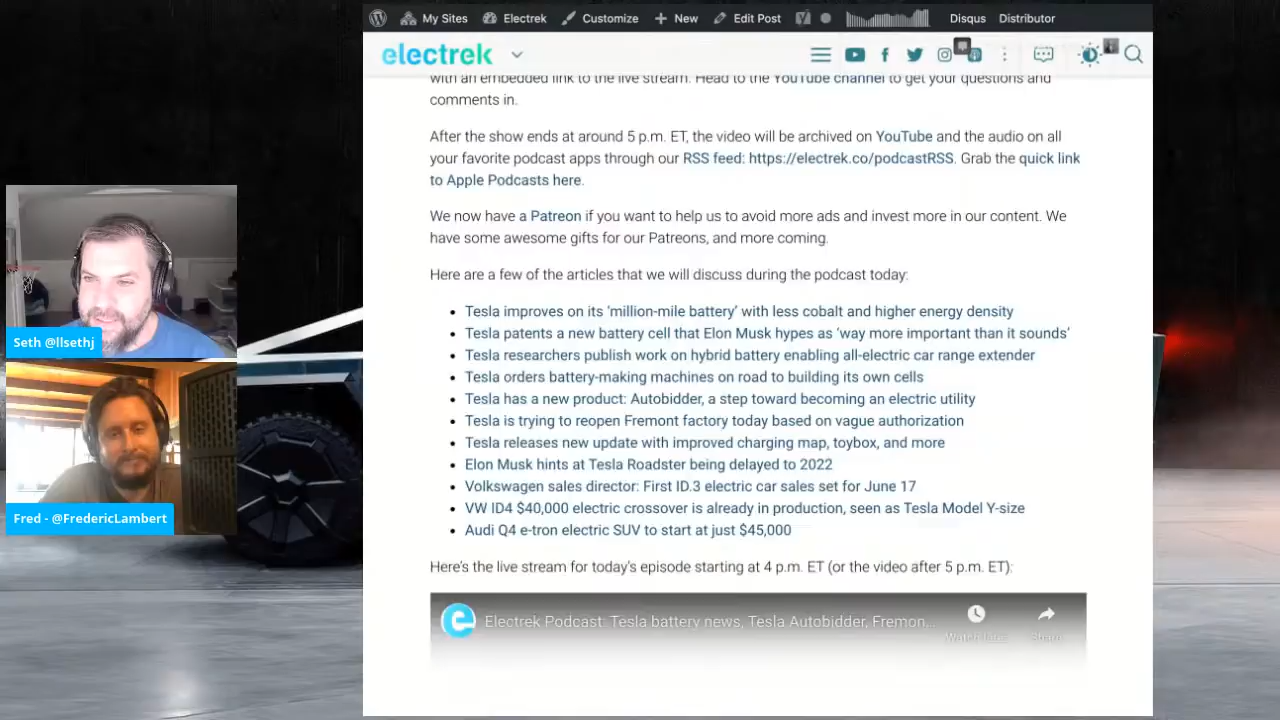 My Sites Electrek Customize New Edit Post Disqus Distributor
electrek
with an embedded link to the live stream. Head to the YouTube channel to get your questions and
comments in.
After the show ends at around 5 p.m. ET, the video will be archived on YouTube and the audio on all
your favorite podcast apps through our RSS feed: https://electrek.co/podcastRSS. Grab the quick link
to Apple Podcasts here.
We now have a Patreon if you want to help us to avoid more ads and invest more in our content. We
have some awesome gifts for our Patreons, and more coming.
Here are a few of the articles that we will discuss during the podcast today:
• Tesla improves on its ‘million-mile battery’ with less cobalt and higher energy density
• Tesla patents a new battery cell that Elon Musk hypes as ‘way more important than it sounds’
• Tesla researchers publish work on hybrid battery enabling all-electric car range extender
• Tesla orders battery-making machines on road to building its own cells
• Tesla has a new product: Autobidder, a step toward becoming an electric utility
• Tesla is trying to reopen Fremont factory today based on vague authorization
• Tesla releases new update with improved charging map, toybox, and more
• Elon Musk hints at Tesla Roadster being delayed to 2022
• Volkswagen sales director: First ID.3 electric car sales set for June 17
• VW ID4 $40,000 electric crossover is already in production, seen as Tesla Model Y-size
• Audi Q4 e-tron electric SUV to start at just $45,000
Here’s the live stream for today’s episode starting at 4 p.m. ET (or the video after 5 p.m. ET):
e Electrek Podcast: Tesla battery news, Tesla Autobidder, Fremon...
Watch later Share
Seth @llsethj
Fred - @FredericLambert